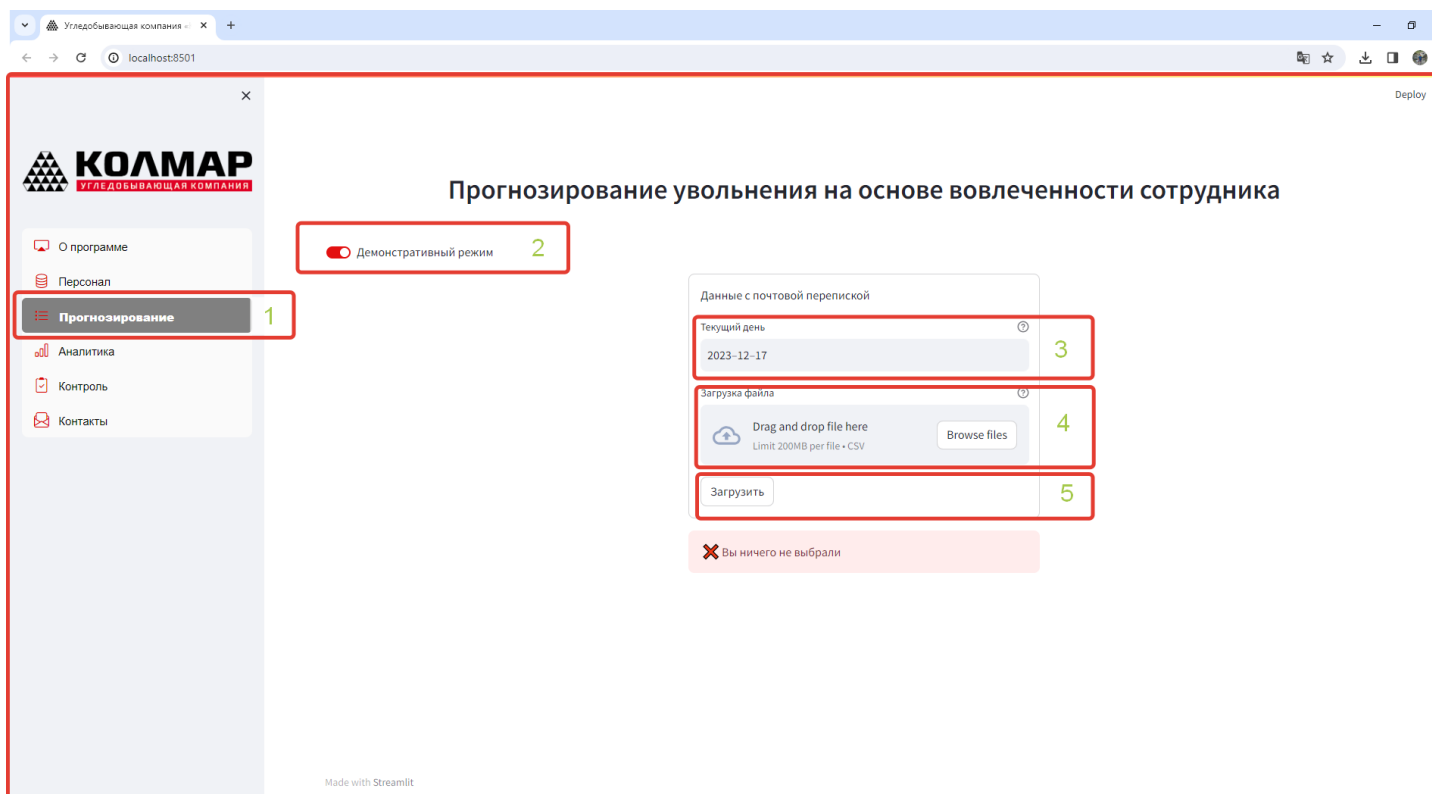 Угледобывающая компания «
localhost:8501
Deploy
КОЛМАР
УГЛЕДОБЫВАЮЩАЯ КОМПАНИЯ
О программе
Персонал
Прогнозирование
1
Аналитика
Контроль
Контакты
Прогнозирование увольнения на основе вовлеченности сотрудника
Демонстративный режим
2
Данные с почтовой перепиской
Текущий день
2023-12-17
3
Загрузка файла
Drag and drop file here
Limit 200MB per file • CSV
Browse files
4
Загрузить
5
Вы ничего не выбрали
Made with Streamlit